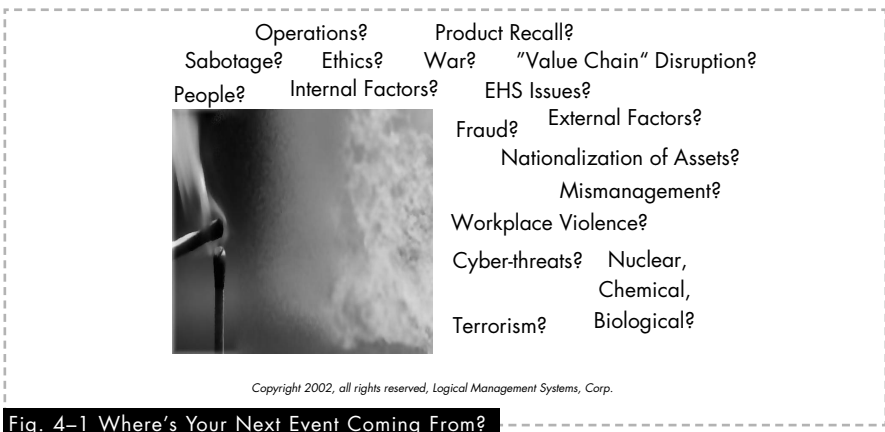 Operations? Product Recall?
Sabotage? Ethics? War? ”Value Chain“ Disruption?
People? Internal Factors? EHS Issues?
Fraud? External Factors?
Nationalization of Assets?
Mismanagement?
Workplace Violence?
Cyber-threats? Nuclear,
Chemical,
Terrorism? Biological?
Copyright 2002, all rights reserved, Logical Management Systems, Corp.
Fig. 4–1 Where's Your Next Event Coming From?